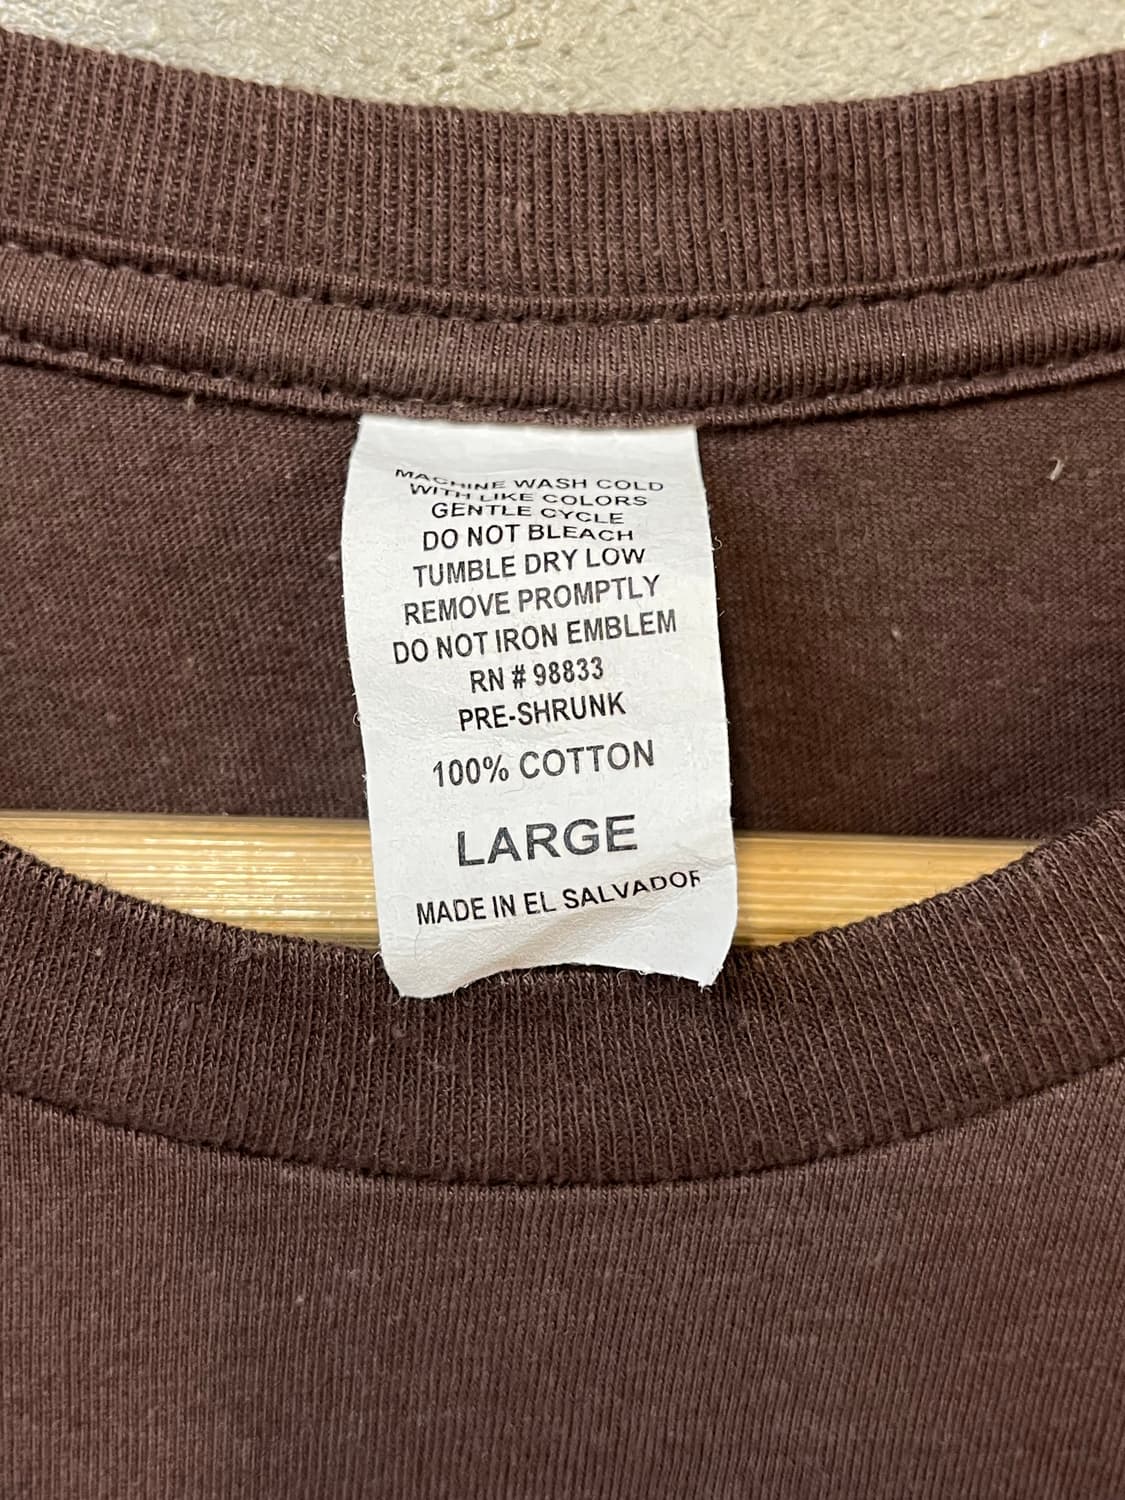 MACHINE WASH COLD
WITH LIKE COLORS
GENTLE CYCLE
DO NOT BLEACH
TUMBLE DRY LOW
REMOVE PROMPTLY
DO NOT IRON EMBLEM
RN # 98833
PRE-SHRUNK
100% COTTON
LARGE
MADE IN EL SALVADOR